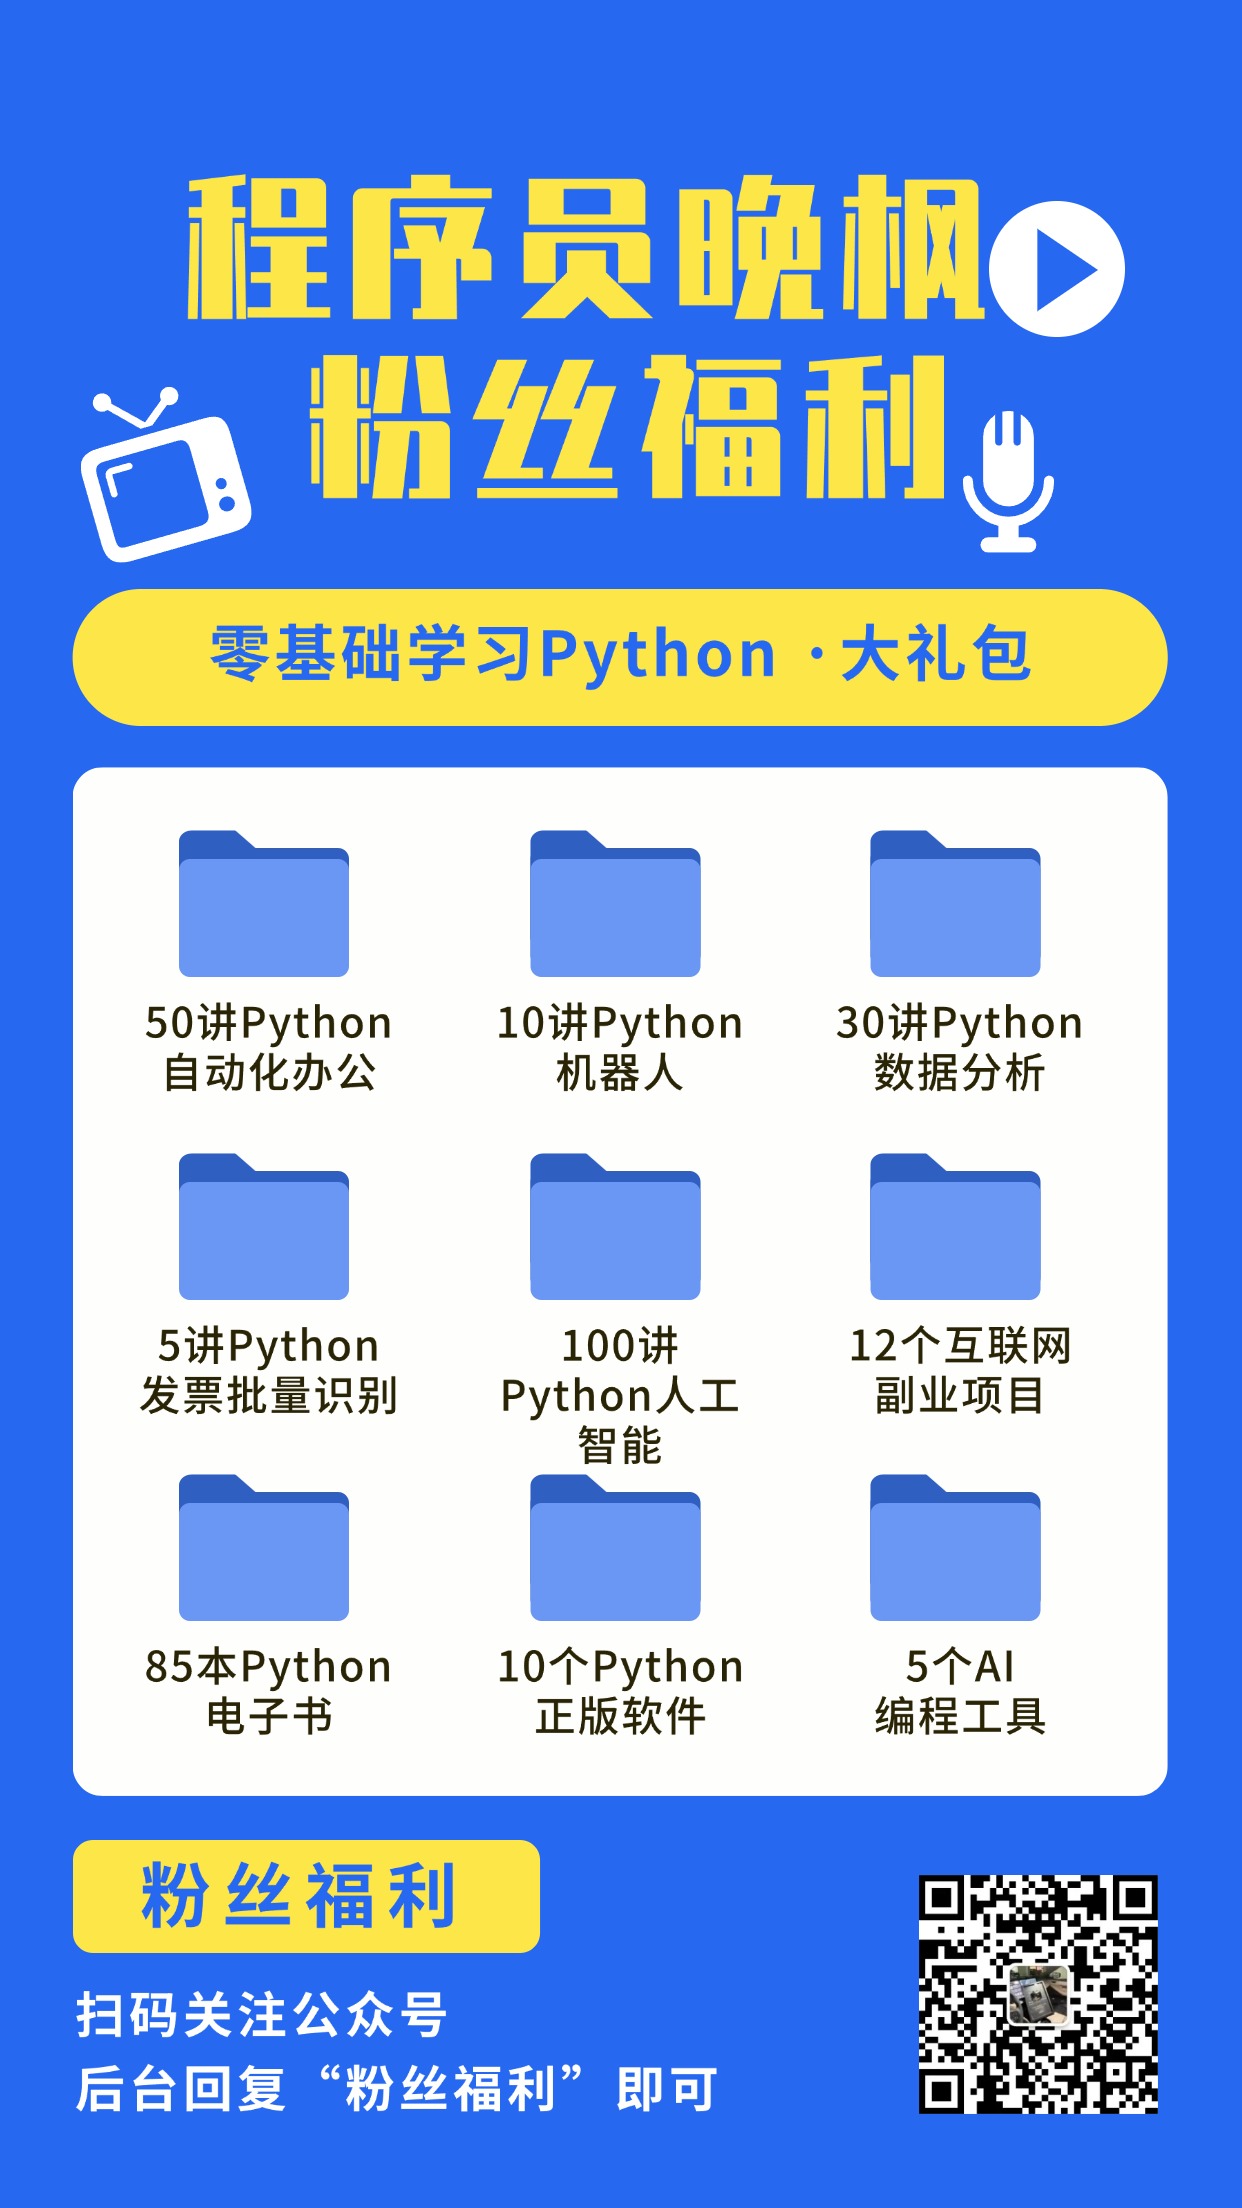 程序员晚枫
粉丝福利
零基础学习Python ·大礼包
50讲Python
自动化办公
10讲Python
机器人
30讲Python
数据分析
5讲Python
发票批量识别
100讲
Python人工
智能
12个互联网
副业项目
85本Python
电子书
10个Python
正版软件
5个AI
编程工具
粉丝福利
扫码关注公众号
后台回复“粉丝福利”即可